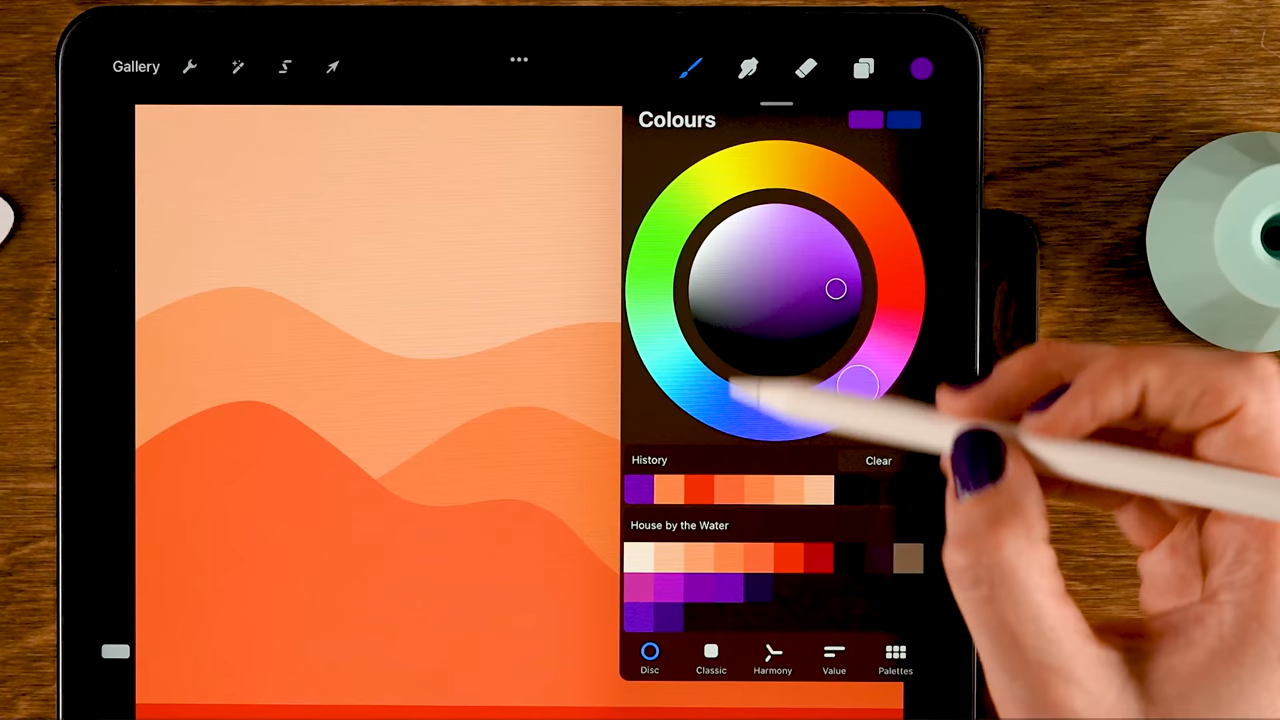 Gallery
Colours
History
Clear
House by the Water
Disc
Classic
Harmony
Value
Palettes